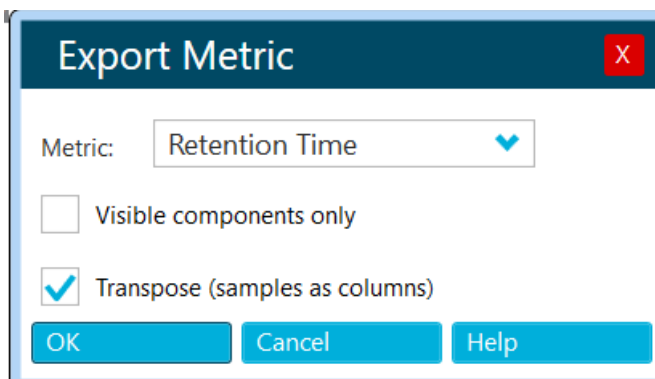 Export Metric X
Metric: Retention Time
Visible components only
Transpose (samples as columns)
OK Cancel Help